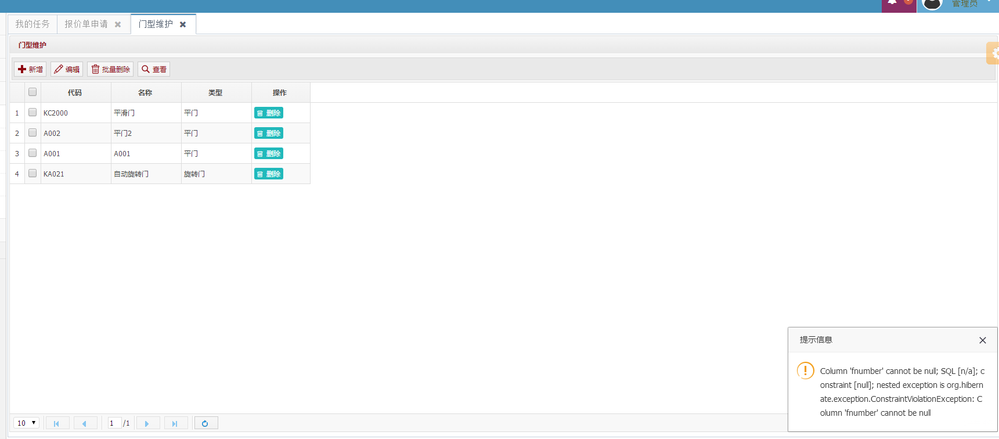 管理员
我的任务 报价单申请 门型维护
门型维护
新增 编辑 批量删除 查看
代码 名称 类型 操作
1 KC2000 平滑门 平门 删除
2 A002 平门2 平门 删除
3 A001 A001 平门 删除
4 KA021 自动旋转门 旋转门 删除
提示信息
Column 'fnumber' cannot be null; SQL [n/a]; c
onstraint [null]; nested exception is org.hibern
ate.exception.ConstraintViolationException: C
olumn 'fnumber' cannot be null
10 1 /1